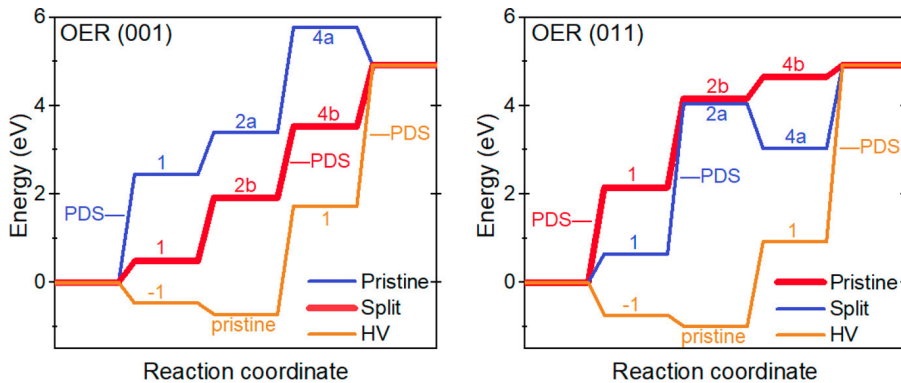 OER (001)
Energy (eV)
6
4
2
0
4a
2a
4b
PDS
1
2b
PDS
PDS
1
1
-1
pristine
Pristine
Split
HV
Reaction coordinate
OER (011)
Energy (eV)
6
4
2
0
4b
2b
2a
4a
PDS
1
PDS
PDS
1
1
-1
pristine
Pristine
Split
HV
Reaction coordinate